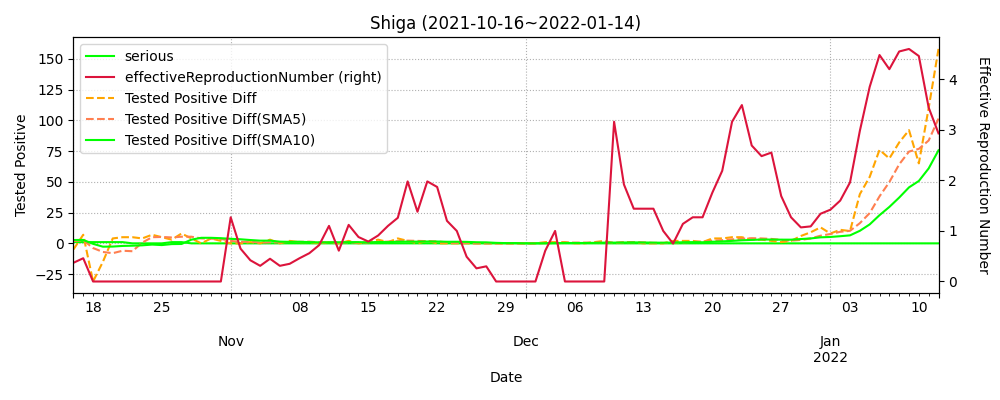 Shiga (2021-10-16~2022-01-14)
serious
effectiveReproductionNumber (right)
Tested Positive Diff
Tested Positive Diff(SMA5)
Tested Positive Diff(SMA10)
Tested Positive
150
125
100
75
50
25
0
−25
4
3
2
1
0
Effective Reproduction Number
18 25 08 15 22 29 06 13 20 27 03 10
Nov Dec Jan
2022
Date